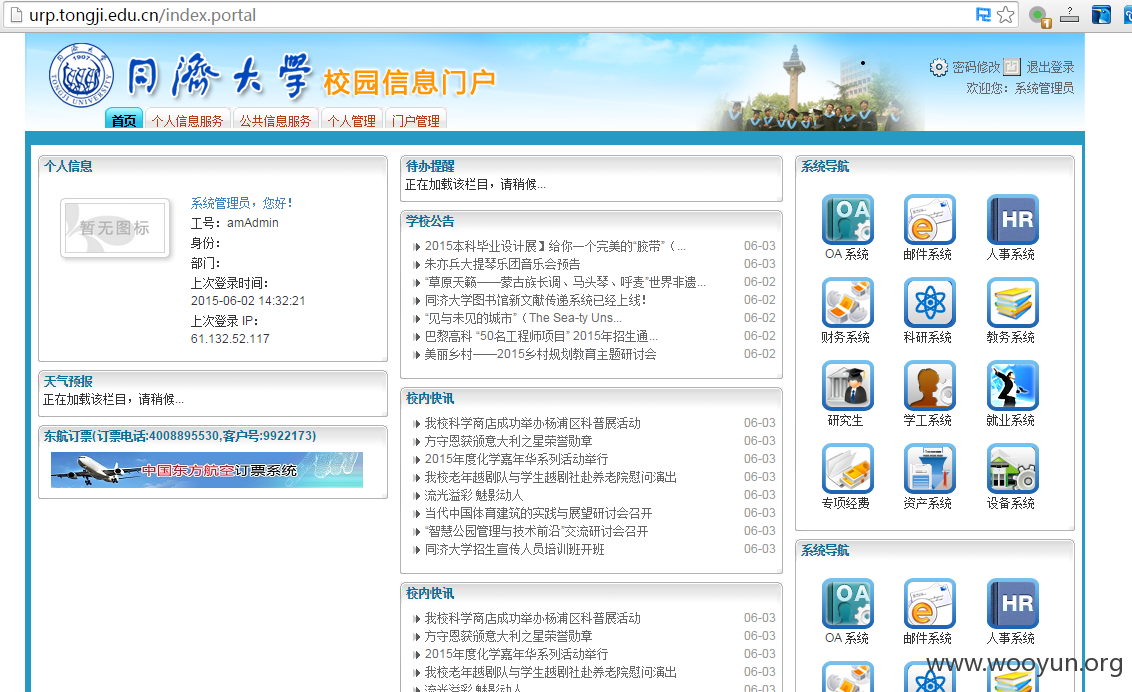 urp.tongji.edu.cn/index.portal
同濟大學 校园信息门户
密码修改 退出登录
欢迎您：系统管理员
首页 个人信息服务 公共信息服务 个人管理 门户管理
个人信息
暂无图标
系统管理员，您好！
工号：amAdmin
身份：
部门：
上次登录时间：
2015-06-02 14:32:21
上次登录 IP：
61.132.52.117
天气预报
正在加载该栏目，请稍候...
东航订票(订票电话:4008895530,客户号:9922173)
中国东方航空订票系统
待办提醒
正在加载该栏目，请稍候...
学校公告
2015本科毕业设计展】给你一个完美的“胶带”（... 06-03
朱亦兵大提琴乐团音乐会预告 06-03
“草原天籁——蒙古族长调、马头琴、呼麦”世界非遗... 06-02
同济大学图书馆新文献传递系统已经上线！ 06-02
“见与未见的城市”（The Sea-ty Uns... 06-02
巴黎高科 “50名工程师项目” 2015年招生通... 06-02
美丽乡村——2015乡村规划教育主题研讨会 06-02
校内快讯
我校科学商店成功举办杨浦区科普展活动 06-03
方守恩获颁意大利之星荣誉勋章 06-03
2015年度化学嘉年华系列活动举行 06-03
我校老年越剧队与学生越剧社赴养老院慰问演出 06-03
流光溢彩 魅影动人 06-03
当代中国体育建筑的实践与展望研讨会召开 06-03
“智慧公园管理与技术前沿”交流研讨会召开 06-03
同济大学招生宣传人员培训班开班 06-03
校内快讯
我校科学商店成功举办杨浦区科普展活动 06-03
方守恩获颁意大利之星荣誉勋章 06-03
2015年度化学嘉年华系列活动举行 06-03
我校老年越剧队与学生越剧社赴养老院慰问演出 06-03
流光溢彩 魅影动人 06-03
系统导航
OA HR
OA 系统 邮件系统 人事系统
财务系统 科研系统 教务系统
研究生 学工系统 就业系统
专项经费 资产系统 设备系统
系统导航
OA HR
OA 系统 邮件系统 人事系统
www.wooyun.org